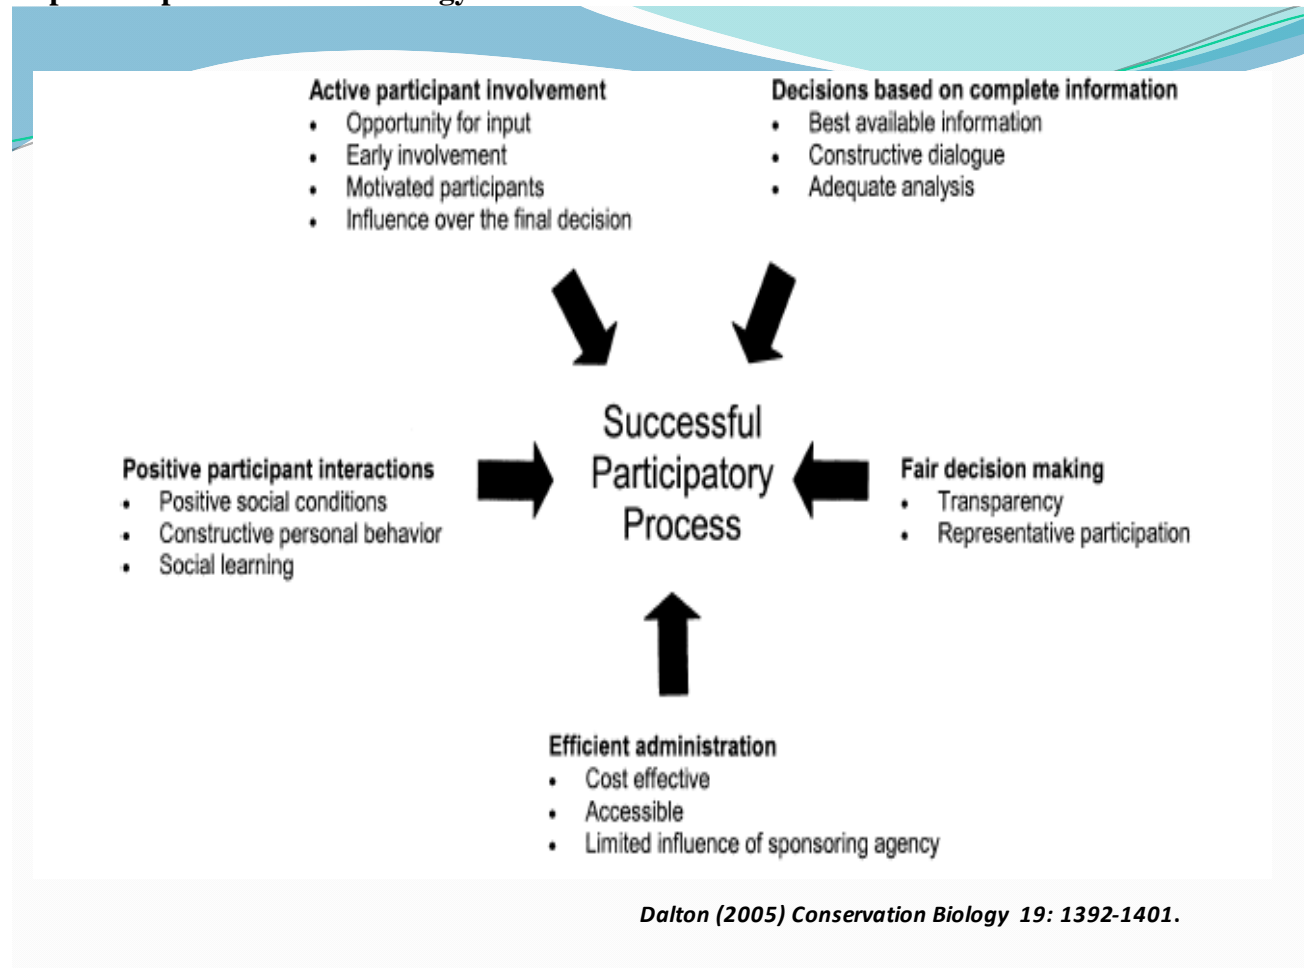 Active participant involvement
• Opportunity for input
• Early involvement
• Motivated participants
• Influence over the final decision
Decisions based on complete information
• Best available information
• Constructive dialogue
• Adequate analysis
Successful
Participatory
Process
Positive participant interactions
• Positive social conditions
• Constructive personal behavior
• Social learning
Fair decision making
• Transparency
• Representative participation
Efficient administration
• Cost effective
• Accessible
• Limited influence of sponsoring agency
Dalton (2005) Conservation Biology 19: 1392-1401.